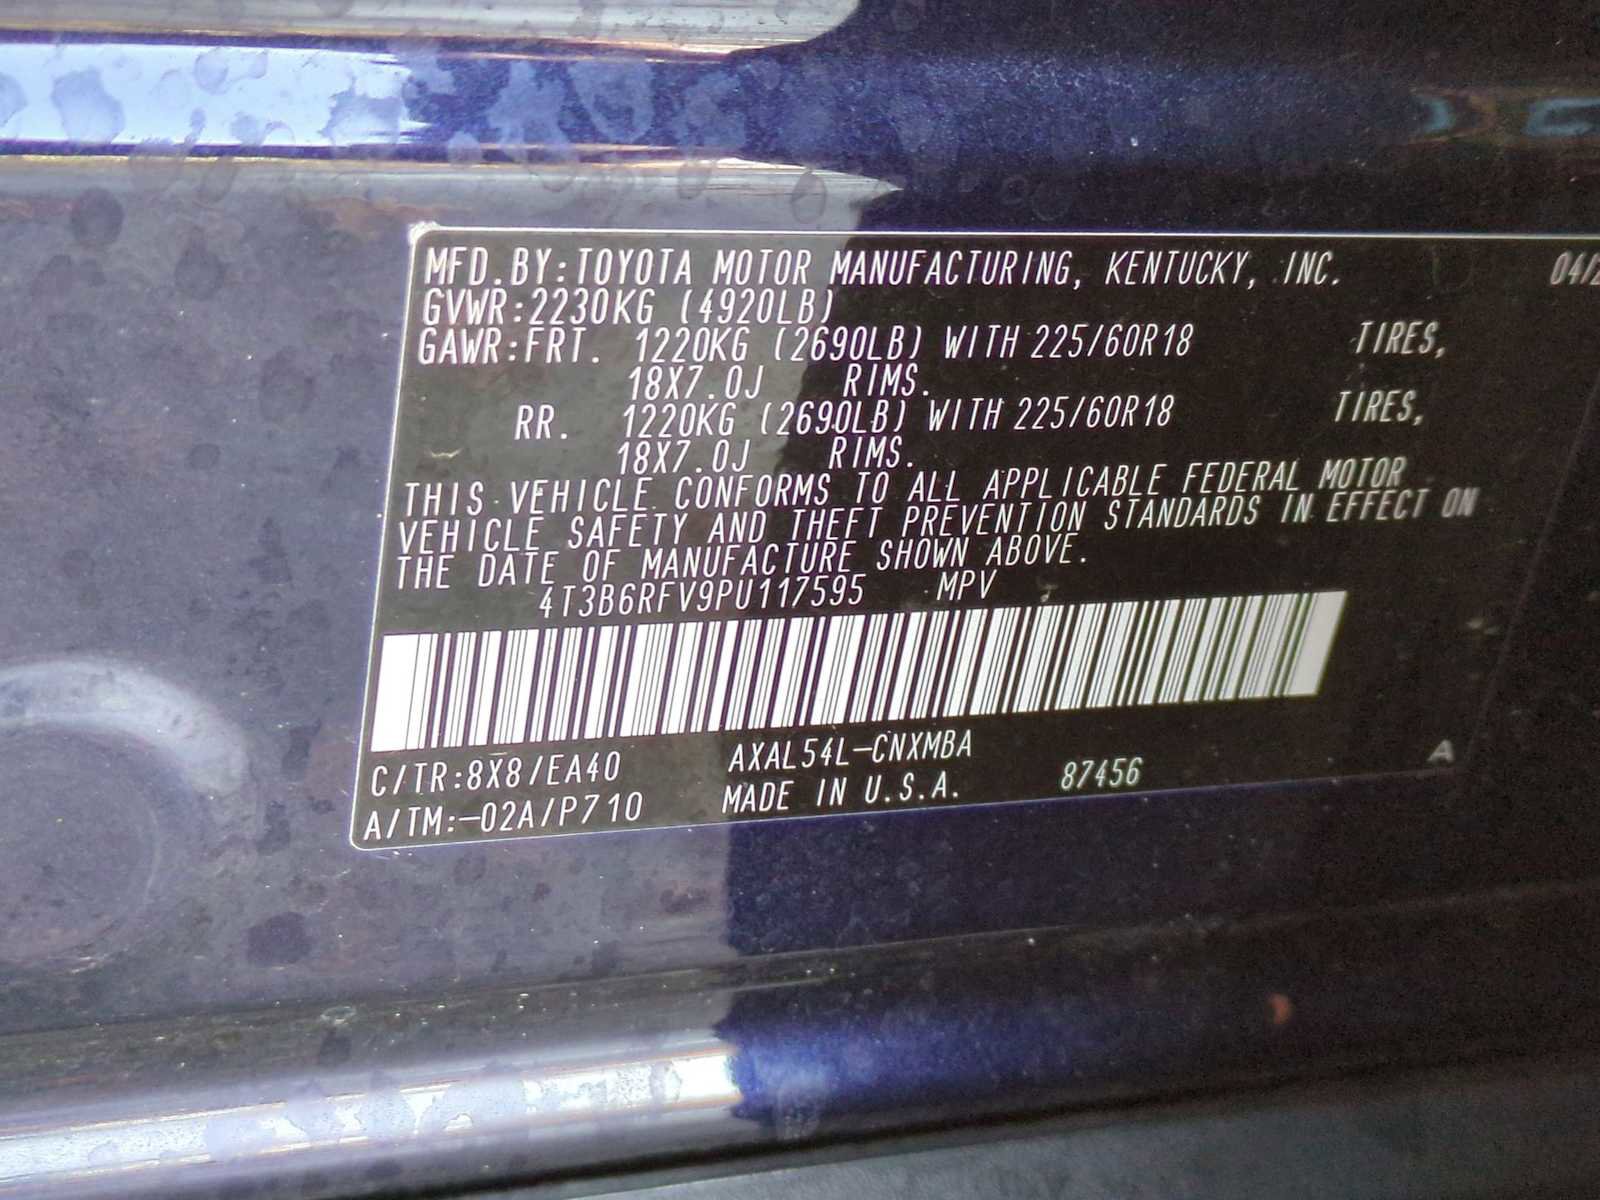 MFD.BY:TOYOTA MOTOR MANUFACTURING, KENTUCKY, INC. 04/2
GVWR:2230KG (4920LB)
GAWR:FRT. 1220KG (2690LB) WITH 225/60R18 TIRES,
18X7.0J RIMS.
RR. 1220KG (2690LB) WITH 225/60R18 TIRES,
18X7.0J RIMS.
THIS VEHICLE CONFORMS TO ALL APPLICABLE FEDERAL MOTOR
VEHICLE SAFETY AND THEFT PREVENTION STANDARDS IN EFFECT ON
THE DATE OF MANUFACTURE SHOWN ABOVE.
4T3B6RFV9PU117595 MPV
C/TR:8X8/EA40 AXAL54L-CNXMBA A
A/TM:-02A/P710 MADE IN U.S.A. 87456